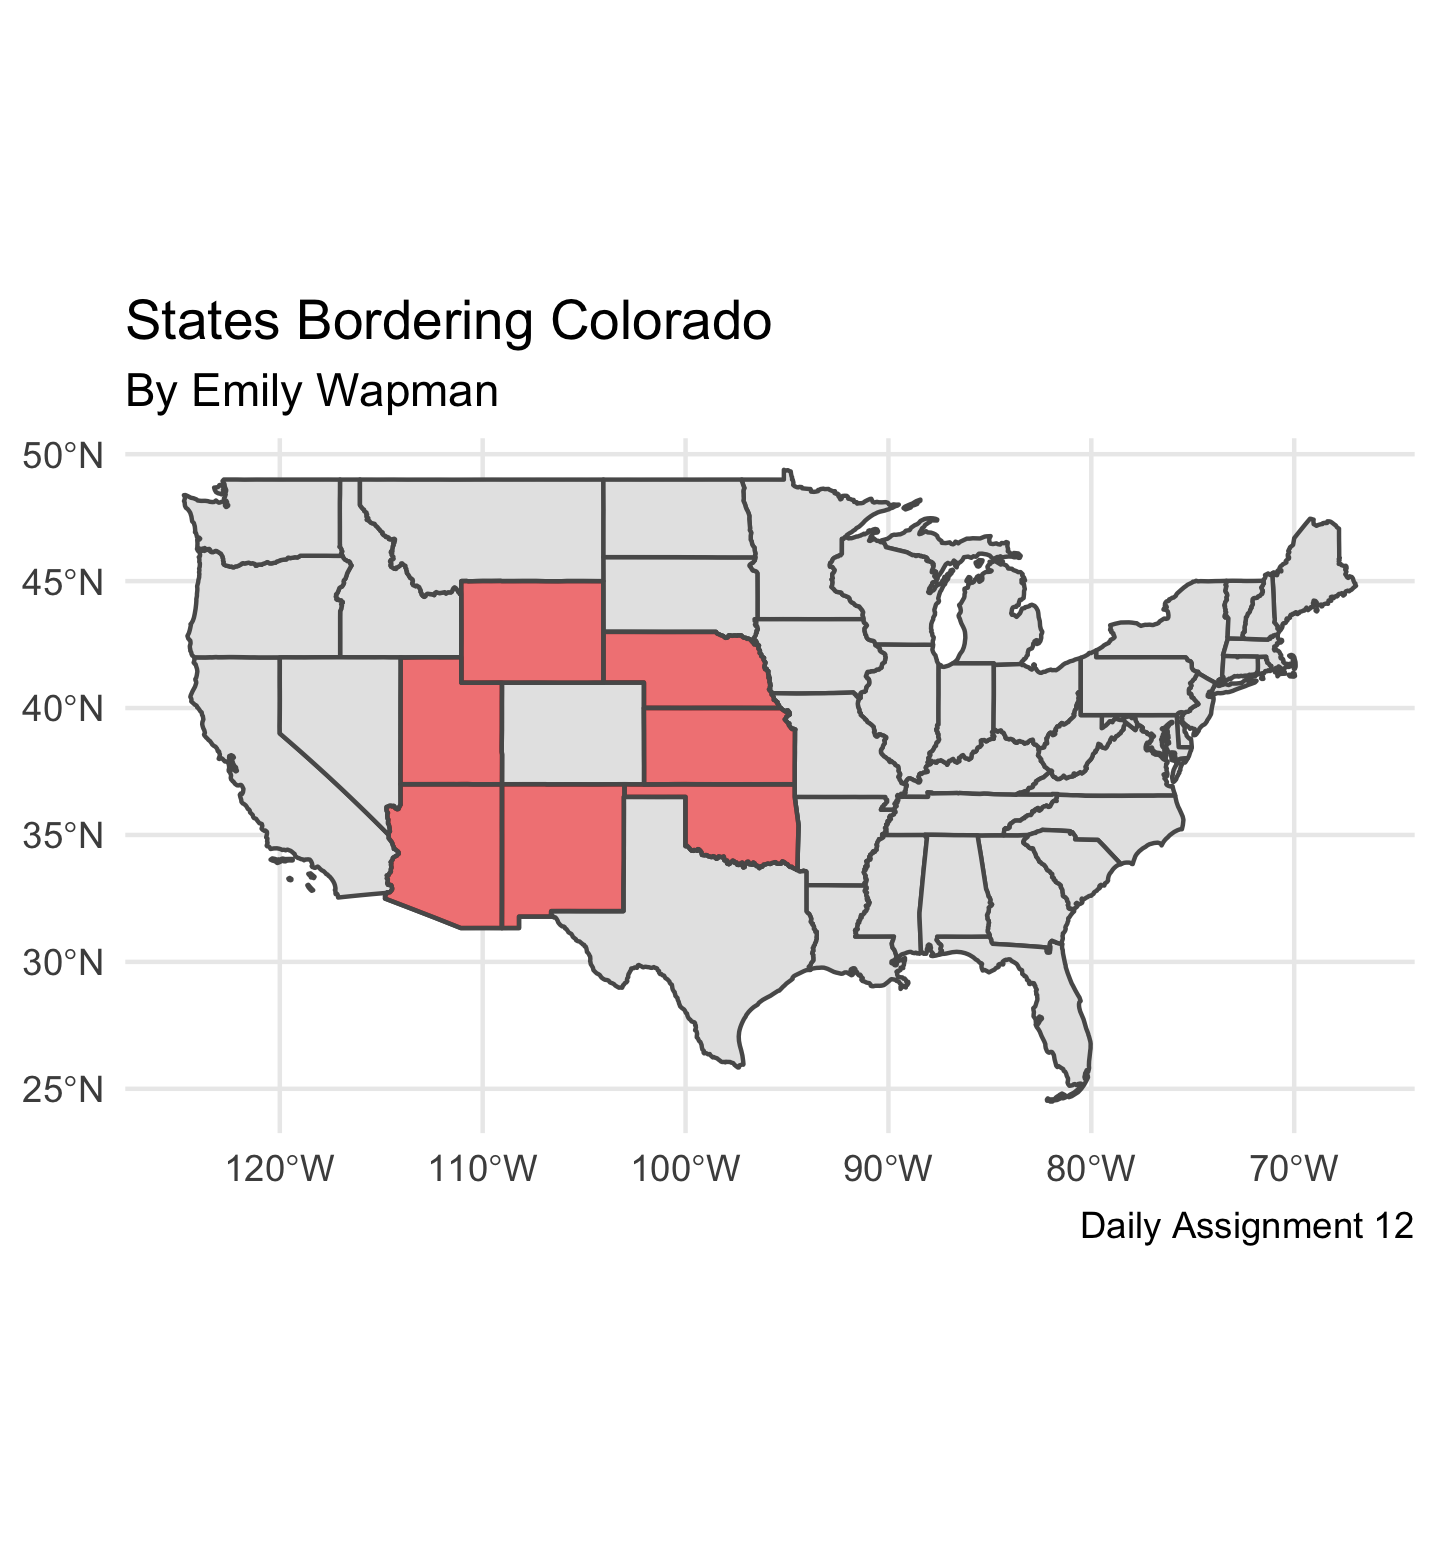 States Bordering Colorado
By Emily Wapman
50°N
45°N
40°N
35°N
30°N
25°N
120°W 110°W 100°W 90°W 80°W 70°W
Daily Assignment 12